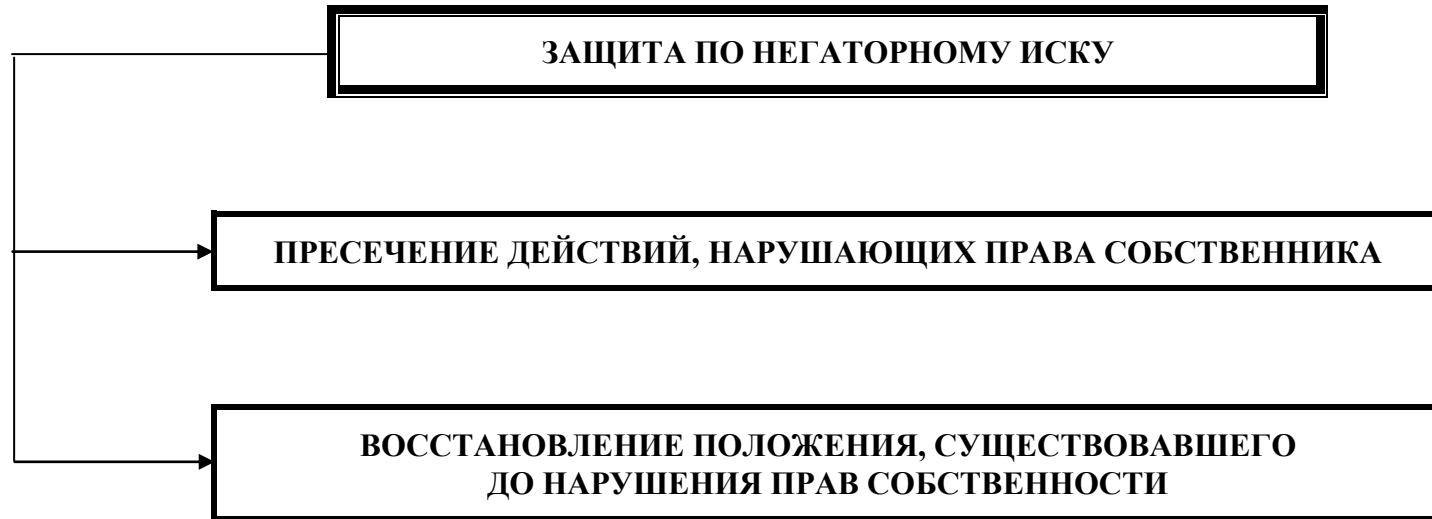 ЗАЩИТА ПО НЕГАТОРНОМУ ИСКУ
ПРЕСЕЧЕНИЕ ДЕЙСТВИЙ, НАРУШАЮЩИХ ПРАВА СОБСТВЕННИКА
ВОССТАНОВЛЕНИЕ ПОЛОЖЕНИЯ, СУЩЕСТВОВАВШЕГО
ДО НАРУШЕНИЯ ПРАВ СОБСТВЕННОСТИ